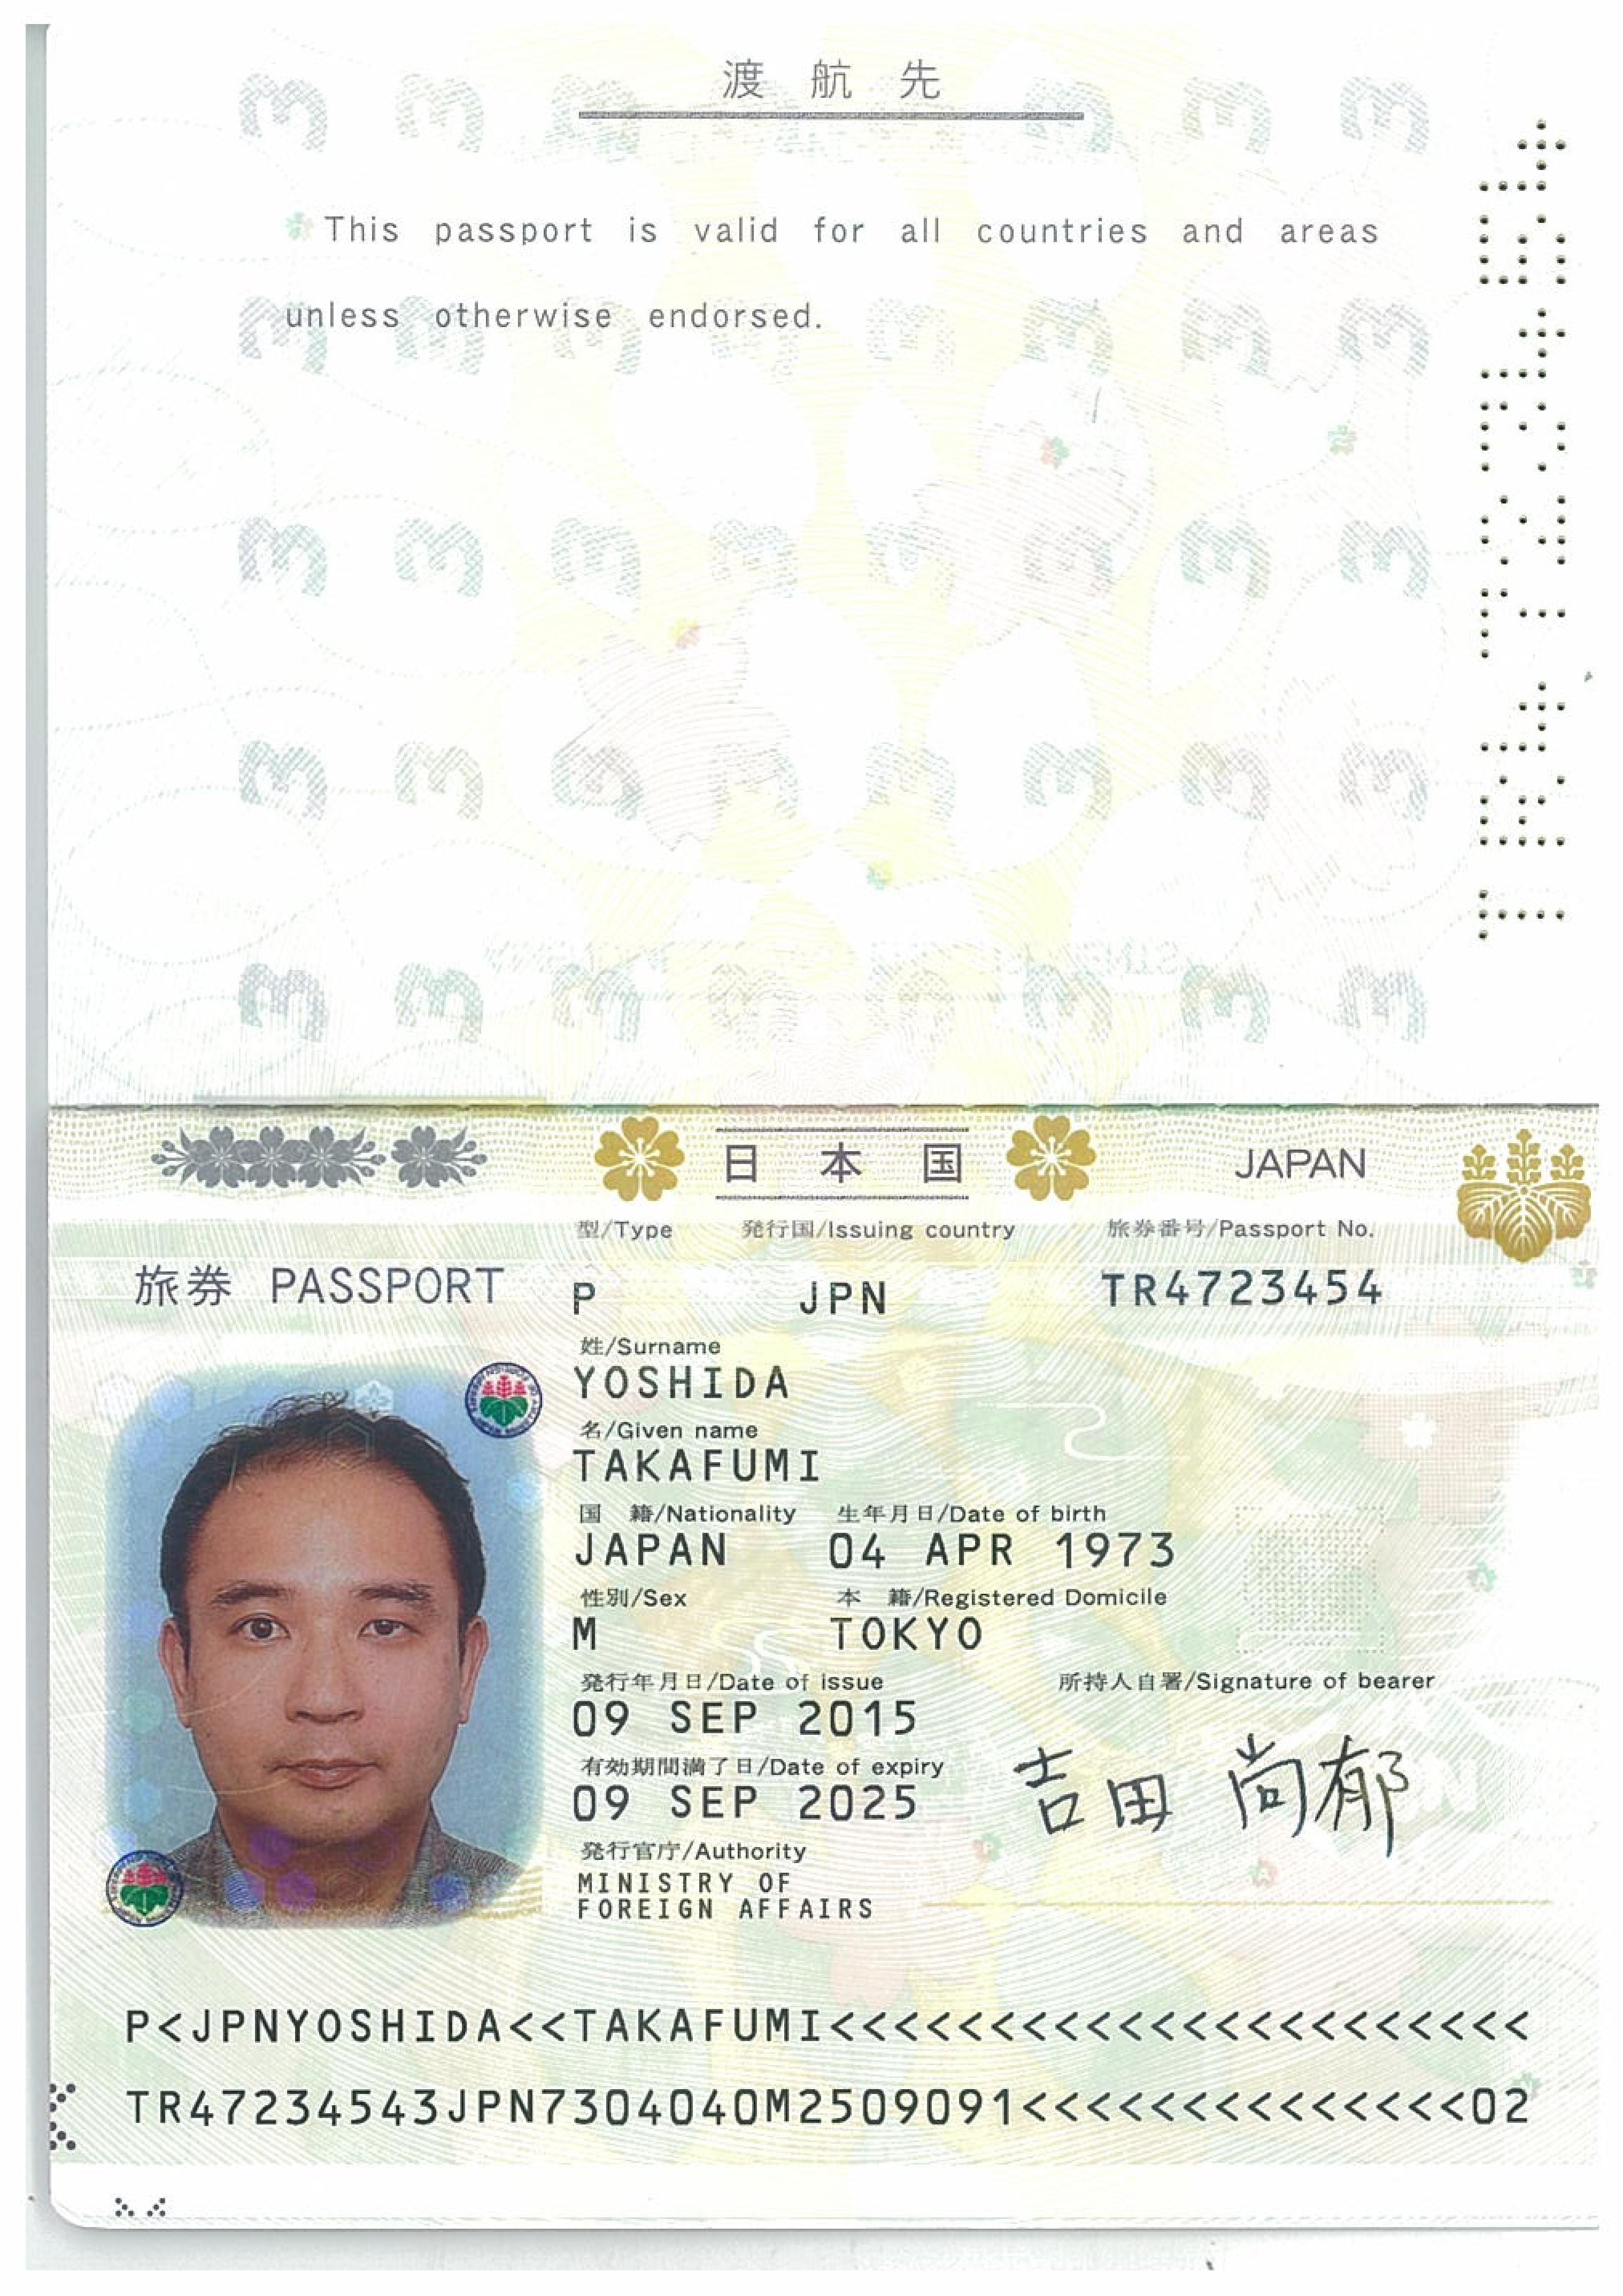 渡航先
This passport is valid for all countries and areas
unless otherwise endorsed.
TR4723454
日本国 JAPAN
型/Type 発行国/Issuing country 旅券番号/Passport No.
旅券 PASSPORT P JPN TR4723454
姓/Surname
YOSHIDA
名/Given name
TAKAFUMI
国 籍/Nationality 生年月日/Date of birth
JAPAN 04 APR 1973
性別/Sex 本 籍/Registered Domicile
M TOKYO
発行年月日/Date of issue 所持人自署/Signature of bearer
09 SEP 2015
有効期間満了日/Date of expiry
09 SEP 2025 吉田 尚郁
発行官庁/Authority
MINISTRY OF
FOREIGN AFFAIRS
P<JPNYOSHIDA<<TAKAFUMI<<<<<<<<<<<<<<<<<<<<<<
TR47234543JPN7304040M2509091<<<<<<<<<<<<<<02